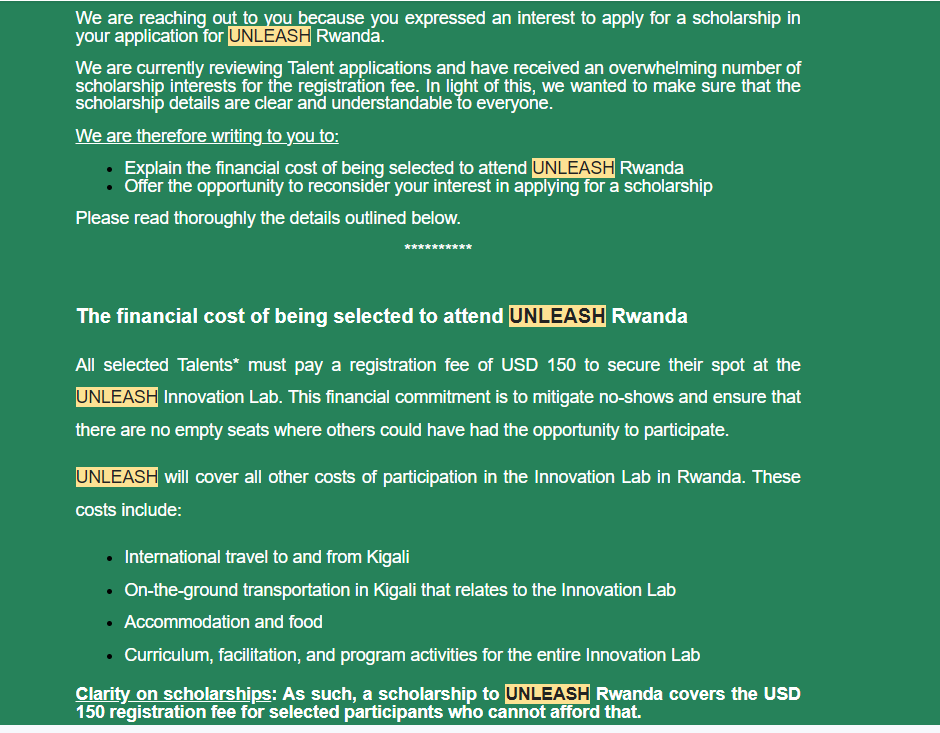 We are reaching out to you because you expressed an interest to apply for a scholarship in
your application for UNLEASH Rwanda.
We are currently reviewing Talent applications and have received an overwhelming number of
scholarship interests for the registration fee. In light of this, we wanted to make sure that the
scholarship details are clear and understandable to everyone.
We are therefore writing to you to:
• Explain the financial cost of being selected to attend UNLEASH Rwanda
• Offer the opportunity to reconsider your interest in applying for a scholarship
Please read thoroughly the details outlined below.
**********
The financial cost of being selected to attend UNLEASH Rwanda
All selected Talents* must pay a registration fee of USD 150 to secure their spot at the
UNLEASH Innovation Lab. This financial commitment is to mitigate no-shows and ensure that
there are no empty seats where others could have had the opportunity to participate.
UNLEASH will cover all other costs of participation in the Innovation Lab in Rwanda. These
costs include:
• International travel to and from Kigali
• On-the-ground transportation in Kigali that relates to the Innovation Lab
• Accommodation and food
• Curriculum, facilitation, and program activities for the entire Innovation Lab
Clarity on scholarships: As such, a scholarship to UNLEASH Rwanda covers the USD
150 registration fee for selected participants who cannot afford that.